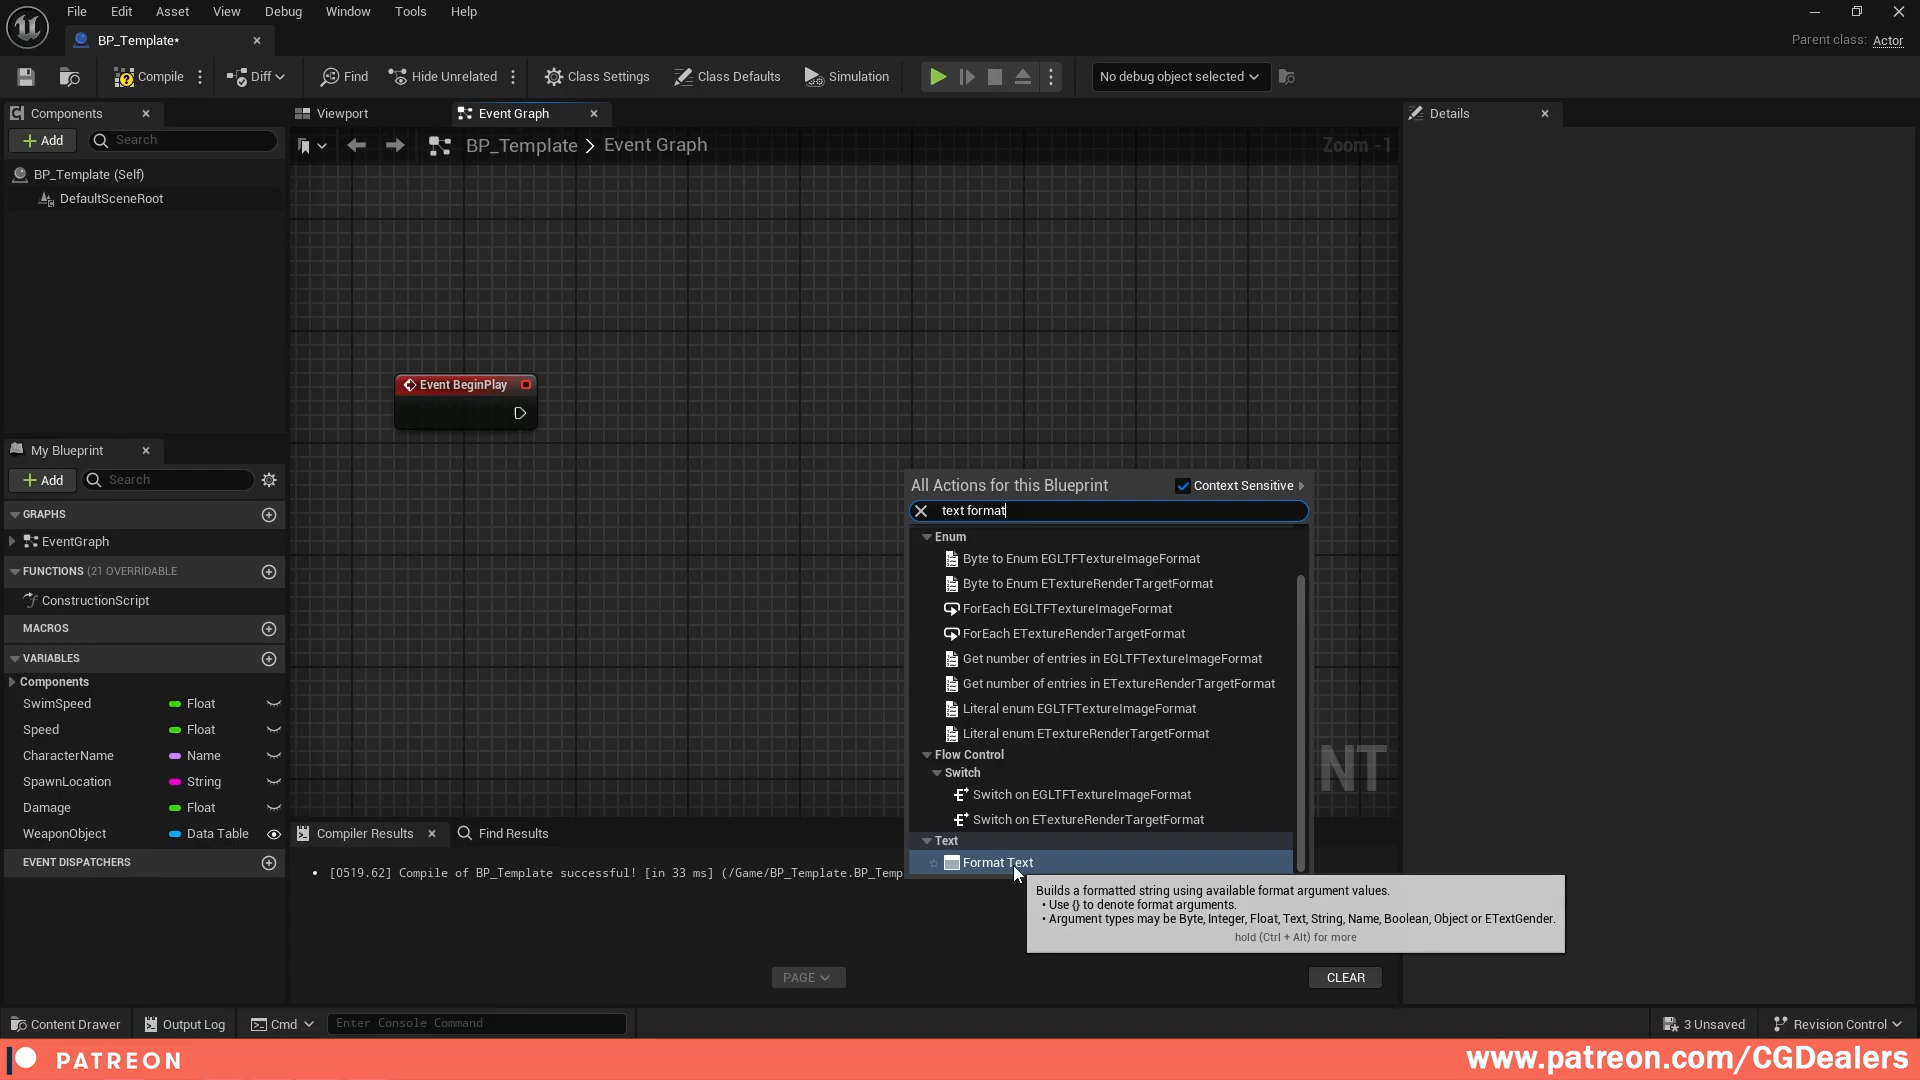 File Edit Asset View Debug Window Tools Help
BP_Template*
Parent class: Actor
Compile Diff Find Hide Unrelated Class Settings Class Defaults Simulation No debug object selected
Components
Add Search
BP_Template (Self)
DefaultSceneRoot
Viewport Event Graph
BP_Template > Event Graph
Zoom -1
Details
Event BeginPlay
My Blueprint
Add Search
GRAPHS
EventGraph
FUNCTIONS (21 OVERRIDABLE
ConstructionScript
MACROS
VARIABLES
Components
SwimSpeed Float
Speed Float
CharacterName Name
SpawnLocation String
Damage Float
WeaponObject Data Table
EVENT DISPATCHERS
All Actions for this Blueprint Context Sensitive
text format
Enum
Byte to Enum EGLTFTextureImageFormat
Byte to Enum ETextureRenderTargetFormat
ForEach EGLTFTextureImageFormat
ForEach ETextureRenderTargetFormat
Get number of entries in EGLTFTextureImageFormat
Get number of entries in ETextureRenderTargetFormat
Literal enum EGLTFTextureImageFormat
Literal enum ETextureRenderTargetFormat
Flow Control
Switch
Switch on EGLTFTextureImageFormat
Switch on ETextureRenderTargetFormat
Text
Format Text
NT
Builds a formatted string using available format argument values.
• Use {} to denote format arguments.
• Argument types may be Byte, Integer, Float, Text, String, Name, Boolean, Object or ETextGender.
hold (Ctrl + Alt) for more
Compiler Results Find Results
• [0519.62] Compile of BP_Template successful! [in 33 ms] (/Game/BP_Template.BP_Temp
PAGE
CLEAR
Content Drawer Output Log Cmd Enter Console Command
3 Unsaved Revision Control
PATREON
www.patreon.com/CGDealers